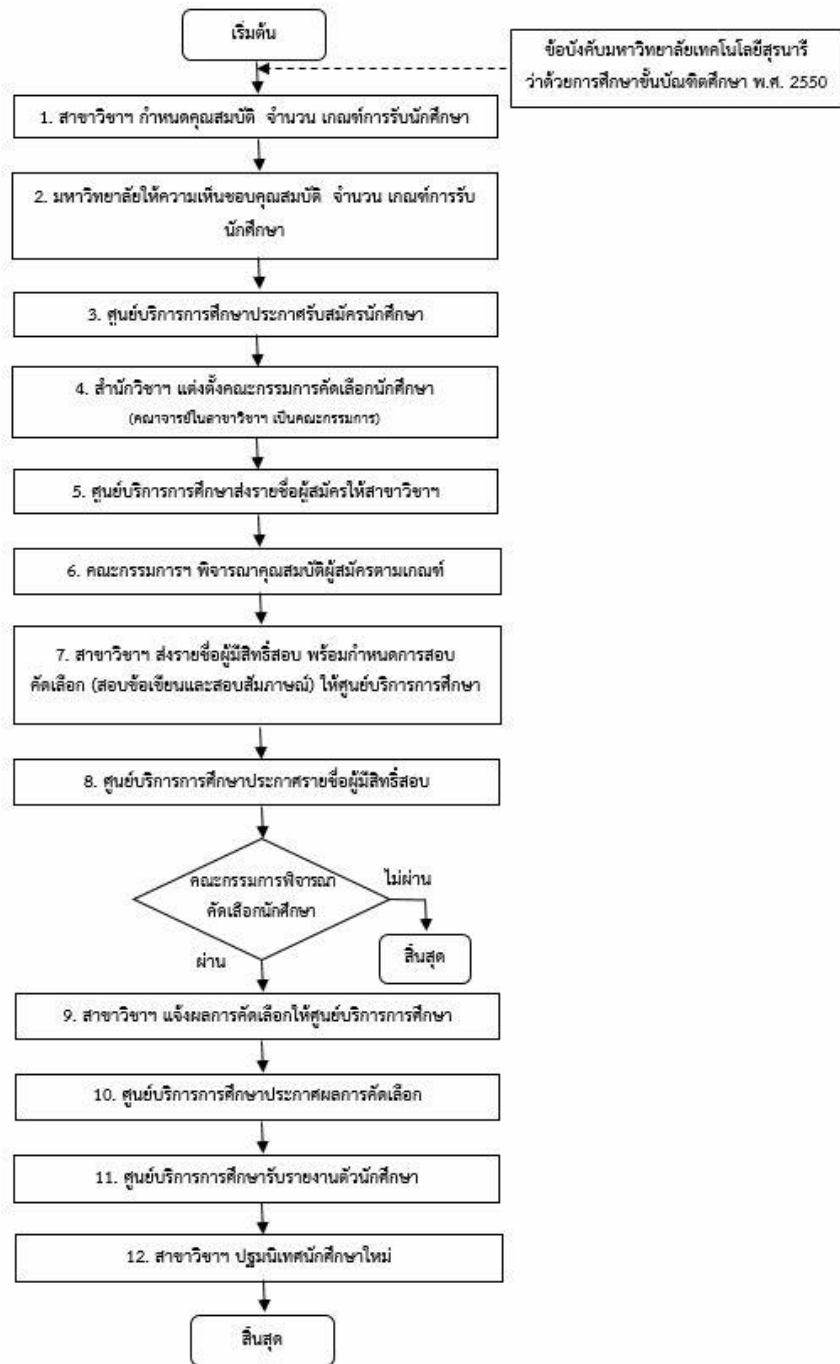 เริ่มต้น
ข้อบังคับมหาวิทยาลัยเทคโนโลยีสุรนารี
ว่าด้วยการศึกษาขั้นบัณฑิตศึกษา พ.ศ. 2550
1. สาขาวิชาฯ กำหนดคุณสมบัติ จำนวน เกณฑ์การรับนักศึกษา
2. มหาวิทยาลัยให้ความเห็นชอบคุณสมบัติ จำนวน เกณฑ์การรับ
นักศึกษา
3. ศูนย์บริการการศึกษาประกาศรับสมัครนักศึกษา
4. สำนักวิชาฯ แต่งตั้งคณะกรรมการคัดเลือกนักศึกษา
(คณาจารย์ในสาขาวิชาฯ เป็นคณะกรรมการ)
5. ศูนย์บริการการศึกษาส่งรายชื่อผู้สมัครให้สาขาวิชาฯ
6. คณะกรรมการฯ พิจารณาคุณสมบัติผู้สมัครตามเกณฑ์
7. สาขาวิชาฯ ส่งรายชื่อผู้มีสิทธิ์สอบ พร้อมกำหนดการสอบ
คัดเลือก (สอบข้อเขียนและสอบสัมภาษณ์) ให้ศูนย์บริการการศึกษา
8. ศูนย์บริการการศึกษาประกาศรายชื่อผู้มีสิทธิ์สอบ
คณะกรรมการพิจารณา
คัดเลือกนักศึกษา
ไม่ผ่าน
สิ้นสุด
ผ่าน
9. สาขาวิชาฯ แจ้งผลการคัดเลือกให้ศูนย์บริการการศึกษา
10. ศูนย์บริการการศึกษาประกาศผลการคัดเลือก
11. ศูนย์บริการการศึกษารับรายงานตัวนักศึกษา
12. สาขาวิชาฯ ปฐมนิเทศนักศึกษาใหม่
สิ้นสุด